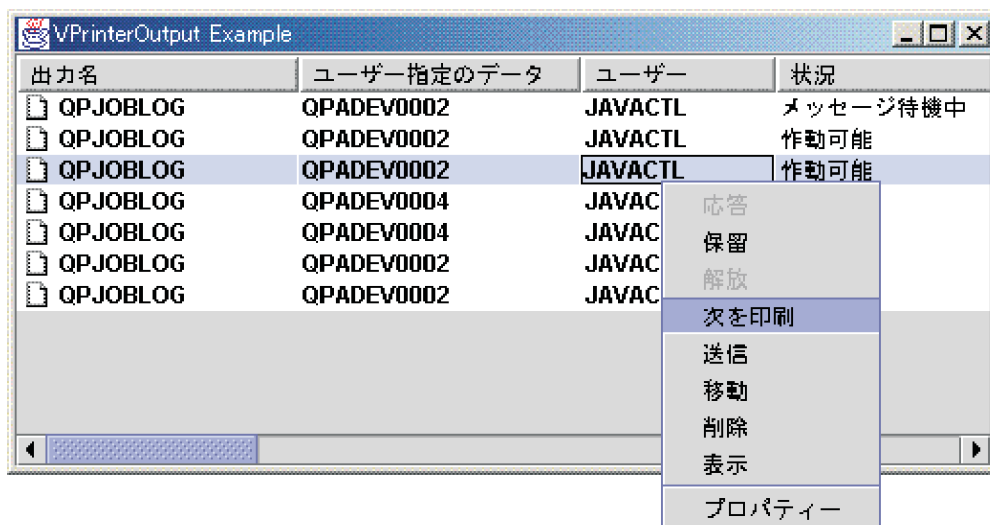 VPrinterOutput Example
出力名 ユーザー指定のデータ ユーザー 状況
QPJOBLOG QPADEV0002 JAVACTL メッセージ待機中
QPJOBLOG QPADEV0002 JAVACTL 作動可能
QPJOBLOG QPADEV0002 JAVACTL 作動可能
QPJOBLOG QPADEV0004 JAVAC
QPJOBLOG QPADEV0004 JAVAC
QPJOBLOG QPADEV0002 JAVAC
QPJOBLOG QPADEV0002 JAVAC
応答
保留
解放
次を印刷
送信
移動
削除
表示
プロパティー